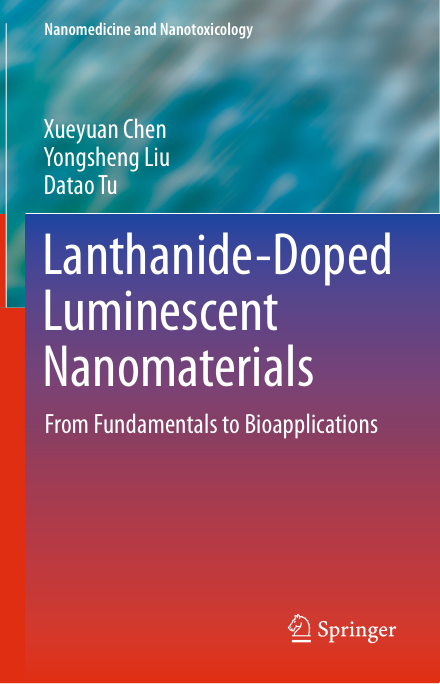 Nanomedicine and Nanotoxicology
Xueyuan Chen
Yongsheng Liu
Datao Tu
Lanthanide-Doped
Luminescent
Nanomaterials
From Fundamentals to Bioapplications
Springer